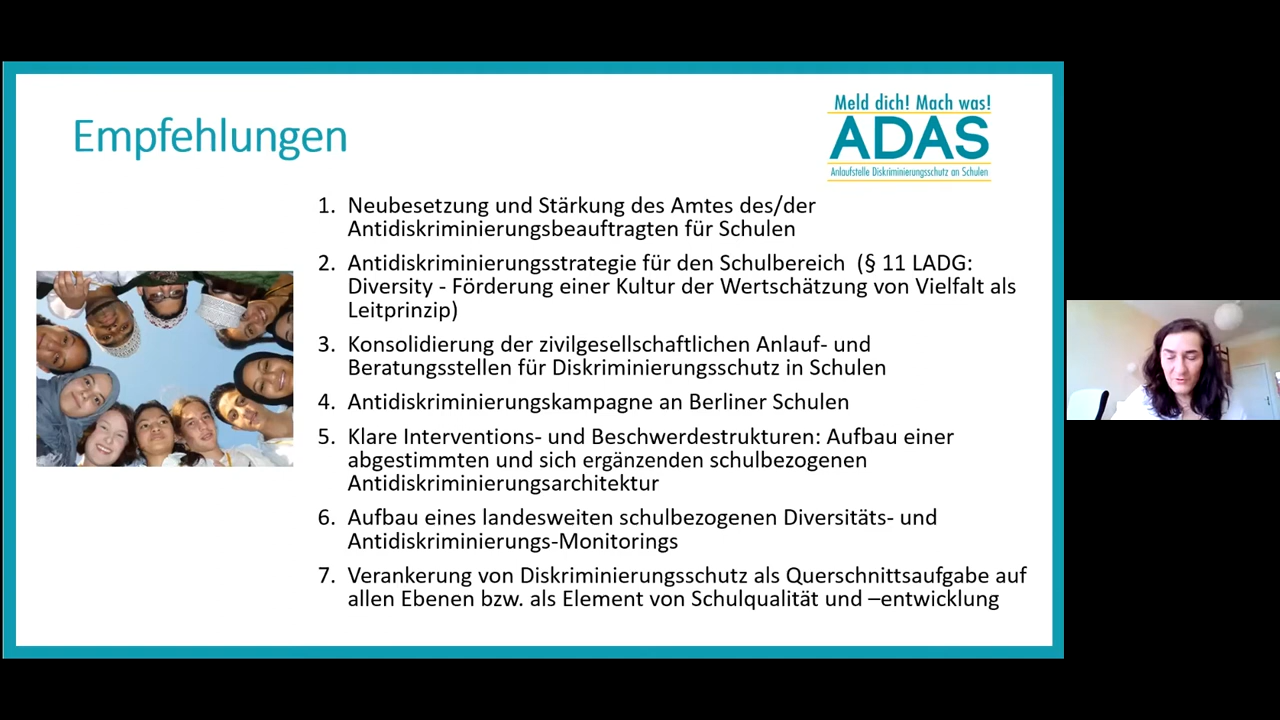 Empfehlungen
Meld dich! Mach was!
ADAS
Anlaufstelle Diskriminierungsschutz an Schulen
1. Neubesetzung und Stärkung des Amtes des/der
Antidiskriminierungsbeauftragten für Schulen
2. Antidiskriminierungsstrategie für den Schulbereich (§ 11 LADG:
Diversity - Förderung einer Kultur der Wertschätzung von Vielfalt als
Leitprinzip)
3. Konsolidierung der zivilgesellschaftlichen Anlauf- und
Beratungsstellen für Diskriminierungsschutz in Schulen
4. Antidiskriminierungskampagne an Berliner Schulen
5. Klare Interventions- und Beschwerdestrukturen: Aufbau einer
abgestimmten und sich ergänzenden schulbezogenen
Antidiskriminierungsarchitektur
6. Aufbau eines landesweiten schulbezogenen Diversitäts- und
Antidiskriminierungs-Monitorings
7. Verankerung von Diskriminierungsschutz als Querschnittsaufgabe auf
allen Ebenen bzw. als Element von Schulqualität und –entwicklung